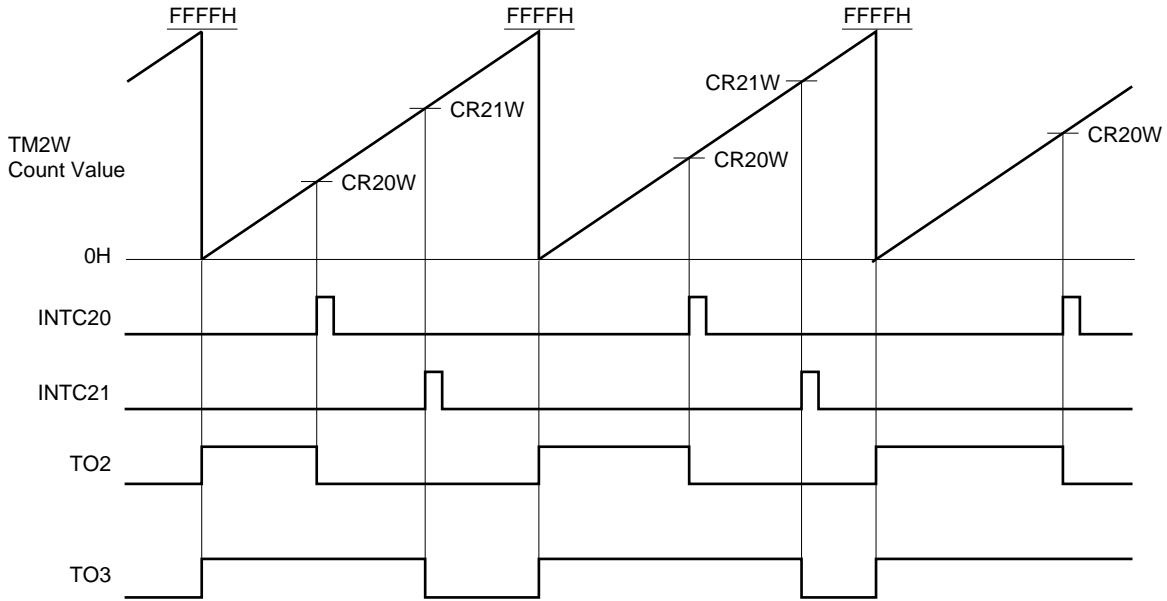 FFFFH
FFFFH
FFFFH
CR21W
CR21W
TM2W
Count Value
CR20W
CR20W
CR20W
0H
INTC20
INTC21
TO2
TO3